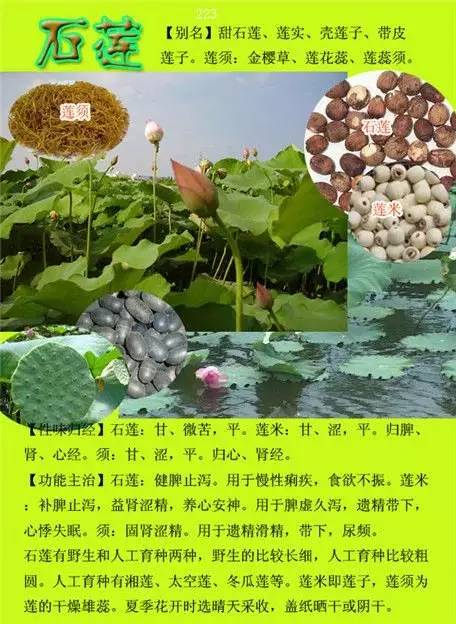 223
石莲
【别名】甜石莲、莲实、壳莲子、带皮
莲子。莲须：金樱草、莲花蕊、莲蕊须。
莲须
石莲
莲米
【性味归经】石莲：甘、微苦，平。莲米：甘、涩，平。归脾、
肾、心经。须：甘、涩，平。归心、肾经。
【功能主治】石莲：健脾止泻。用于慢性痢疾，食欲不振。莲米
：补脾止泻，益肾涩精，养心安神。用于脾虚久泻，遗精带下，
心悸失眠。须：固肾涩精。用于遗精滑精，带下，尿频。
石莲有野生和人工育种两种，野生的比较长细，人工育种比较粗
圆。人工育种有湘莲、太空莲、冬瓜莲等。莲米即莲子，莲须为
莲的干燥雄蕊。夏季花开时选晴天采收，盖纸晒干或阴干。